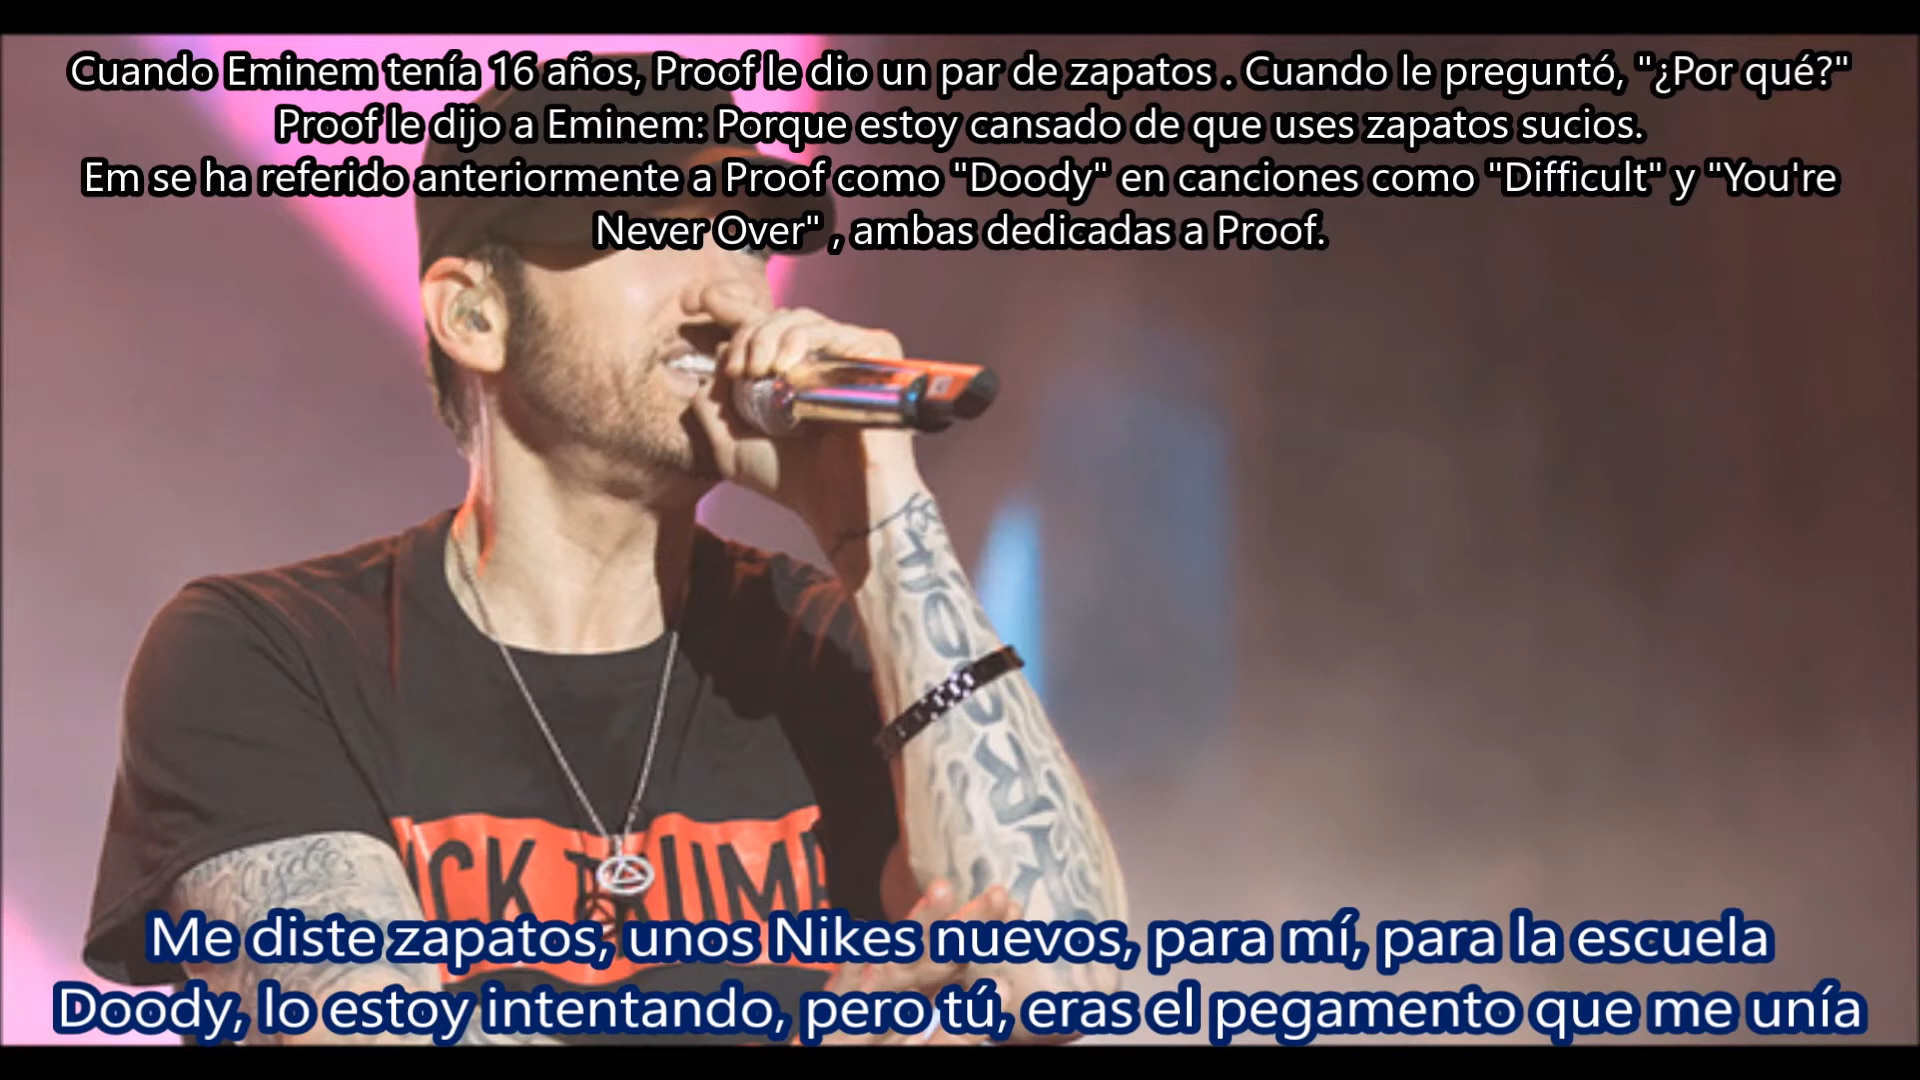 Cuando Eminem tenía 16 años, Proof le dio un par de zapatos . Cuando le preguntó, "¿Por qué?"
Proof le dijo a Eminem: Porque estoy cansado de que uses zapatos sucios.
Em se ha referido anteriormente a Proof como "Doody" en canciones como "Difficult" y "You're
Never Over" , ambas dedicadas a Proof.
Me diste zapatos, unos Nikes nuevos, para mí, para la escuela
Doody, lo estoy intentando, pero tú, eras el pegamento que me unía